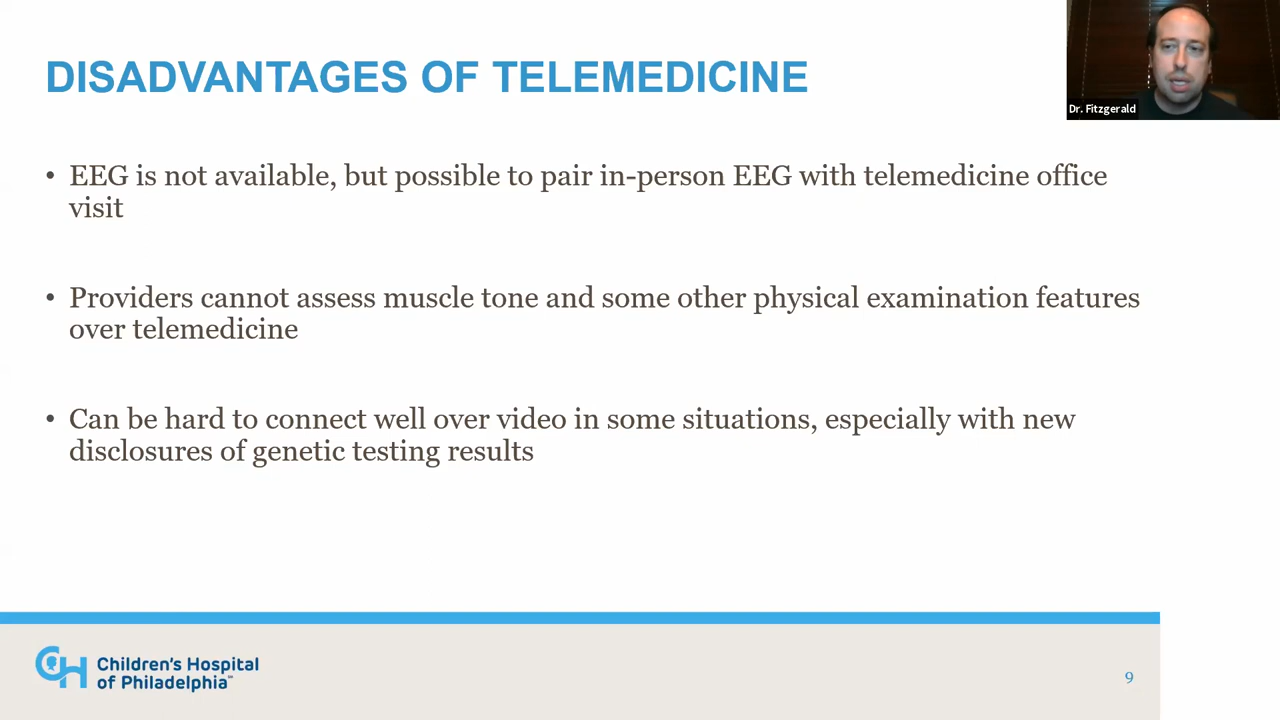 DISADVANTAGES OF TELEMEDICINE
Dr. Fitzgerald
• EEG is not available, but possible to pair in-person EEG with telemedicine office
visit
• Providers cannot assess muscle tone and some other physical examination features
over telemedicine
• Can be hard to connect well over video in some situations, especially with new
disclosures of genetic testing results
CH Children's Hospital
of Philadelphia
9